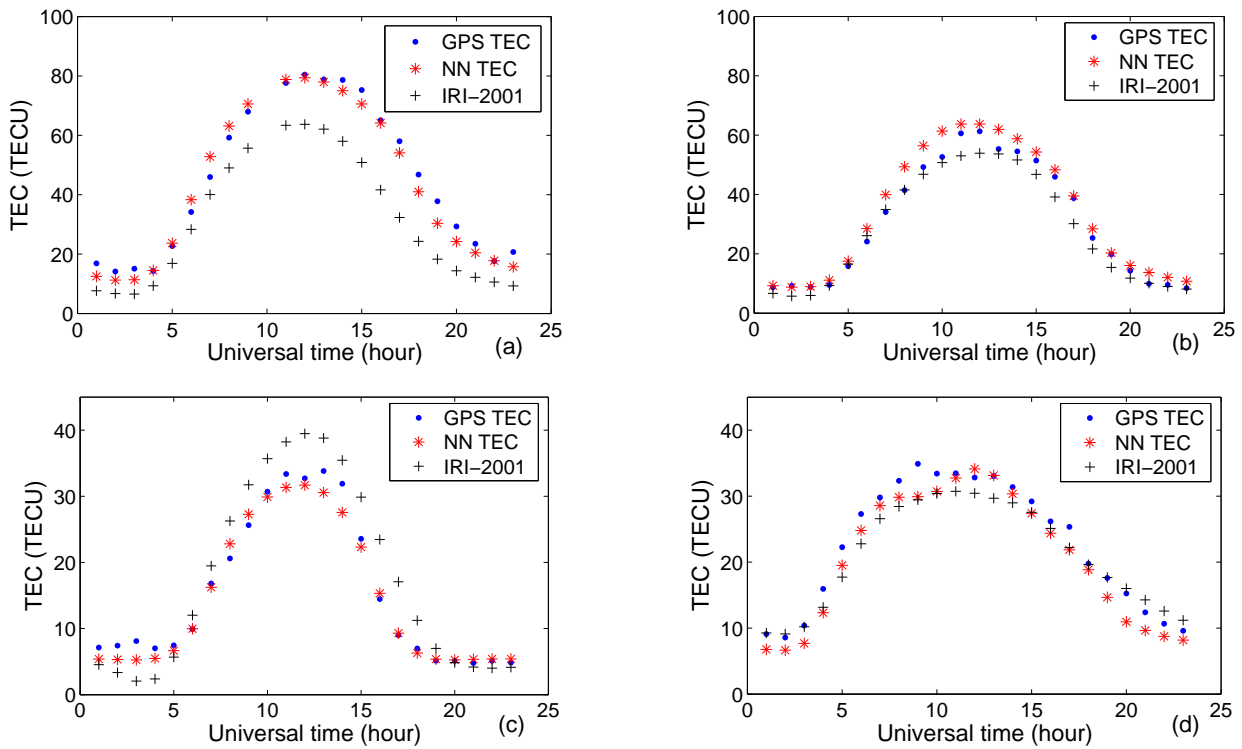 100
80
60
40
20
0
TEC (TECU)
GPS TEC
NN TEC
IRI−2001
0 5 10 15 20 25
Universal time (hour)
(a)
100
80
60
40
20
0
TEC (TECU)
GPS TEC
NN TEC
IRI−2001
0 5 10 15 20 25
Universal time (hour)
(b)
40
30
20
10
0
TEC (TECU)
GPS TEC
NN TEC
IRI−2001
0 5 10 15 20 25
Universal time (hour)
(c)
40
30
20
10
0
TEC (TECU)
GPS TEC
NN TEC
IRI−2001
0 5 10 15 20 25
Universal time (hour)
(d)